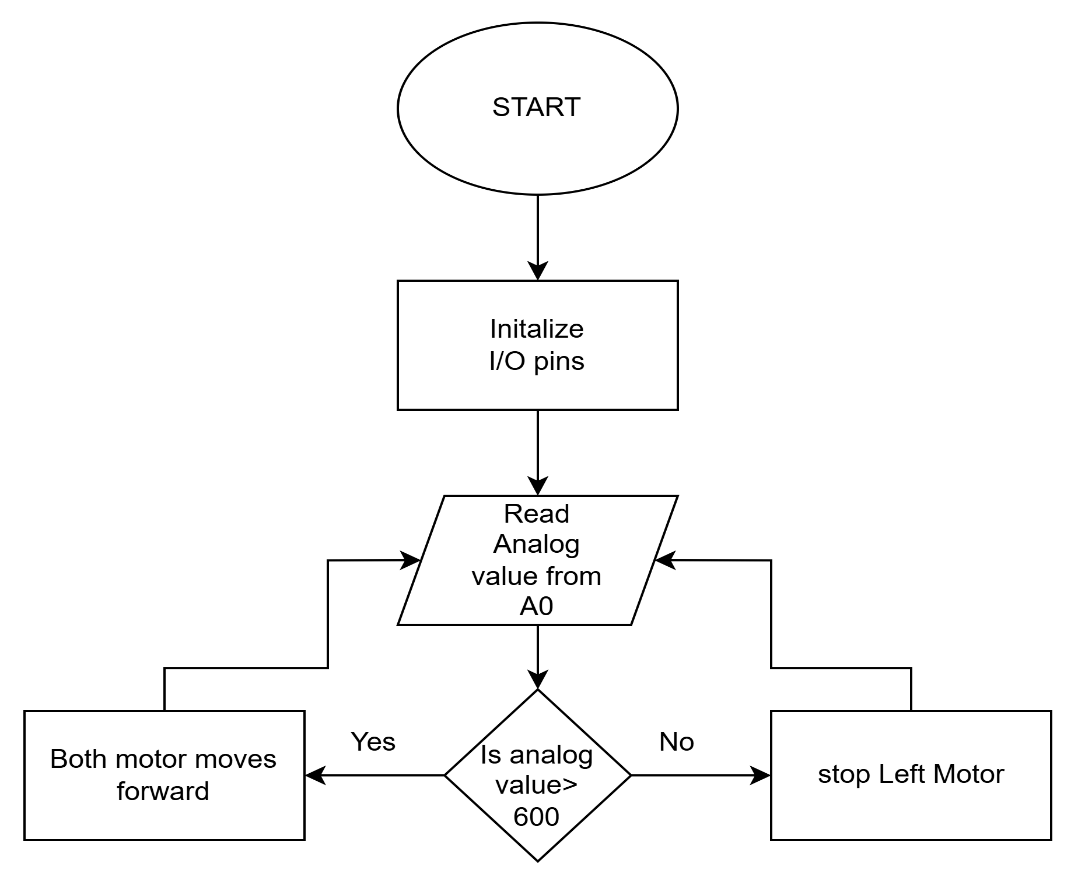 START
Initalize
I/O pins
Read
Analog
value from
A0
Yes
No
Is analog
value>
600
Both motor moves
forward
stop Left Motor